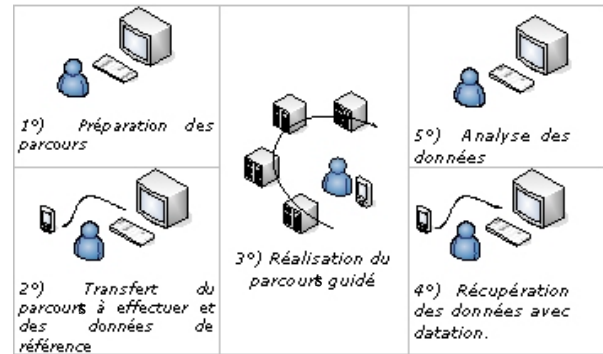 1°) Préparation des
parcours
2°) Transfert du
parcours à effectuer et
des données de
référence
3°) Réalisation du
parcours guidé
4°) Récupération
des données avec
datation.
5°) Analyse des
données